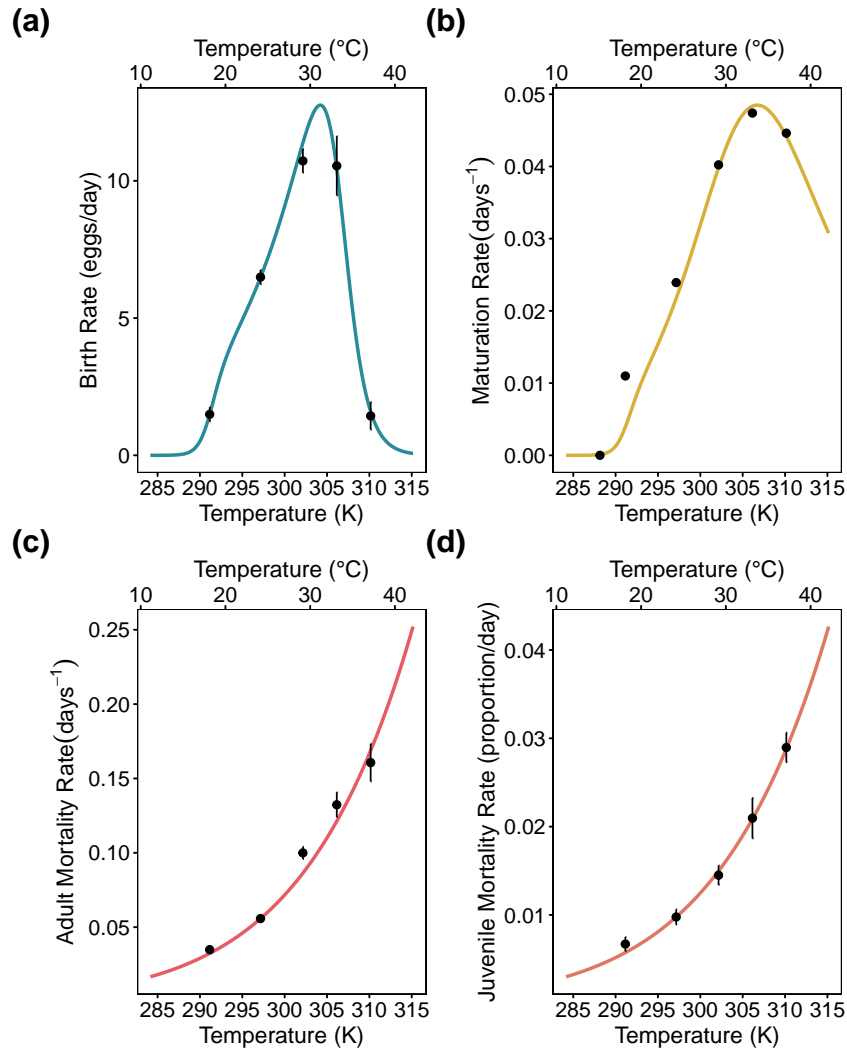 (a)
Temperature (°C)
10 20 30 40
Birth Rate (eggs/day)
10
5
0
285 290 295 300 305 310 315
Temperature (K)
(b)
Temperature (°C)
10 20 30 40
Maturation Rate(days⁻¹)
0.05
0.04
0.03
0.02
0.01
0.00
285 290 295 300 305 310 315
Temperature (K)
(c)
Temperature (°C)
10 20 30 40
Adult Mortality Rate(days⁻¹)
0.25
0.20
0.15
0.10
0.05
285 290 295 300 305 310 315
Temperature (K)
(d)
Temperature (°C)
10 20 30 40
Juvenile Mortality Rate (proportion/day)
0.04
0.03
0.02
0.01
285 290 295 300 305 310 315
Temperature (K)